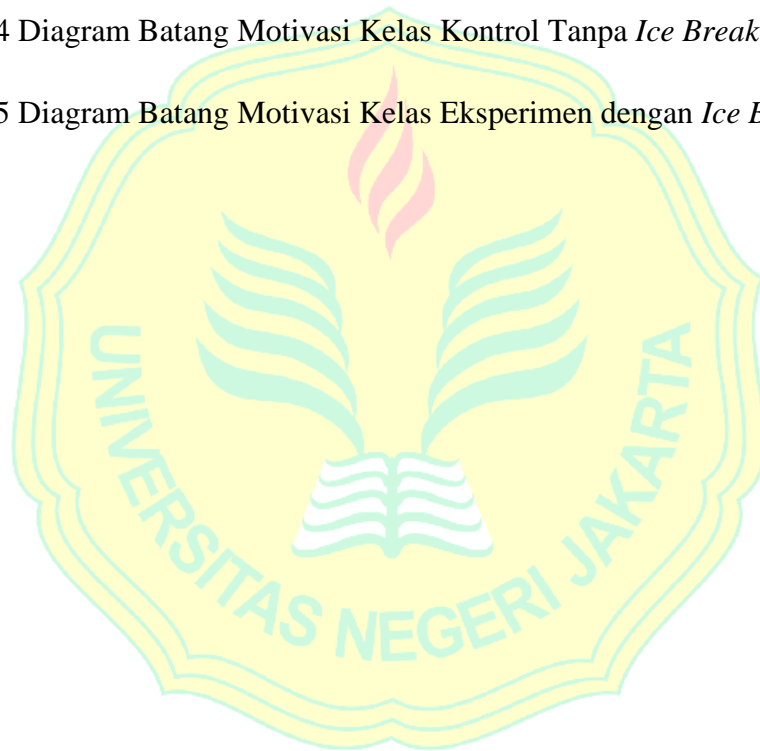 4 Diagram Batang Motivasi Kelas Kontrol Tanpa Ice Break
5 Diagram Batang Motivasi Kelas Eksperimen dengan Ice
UNIVERSITAS NEGERI JAKARTA